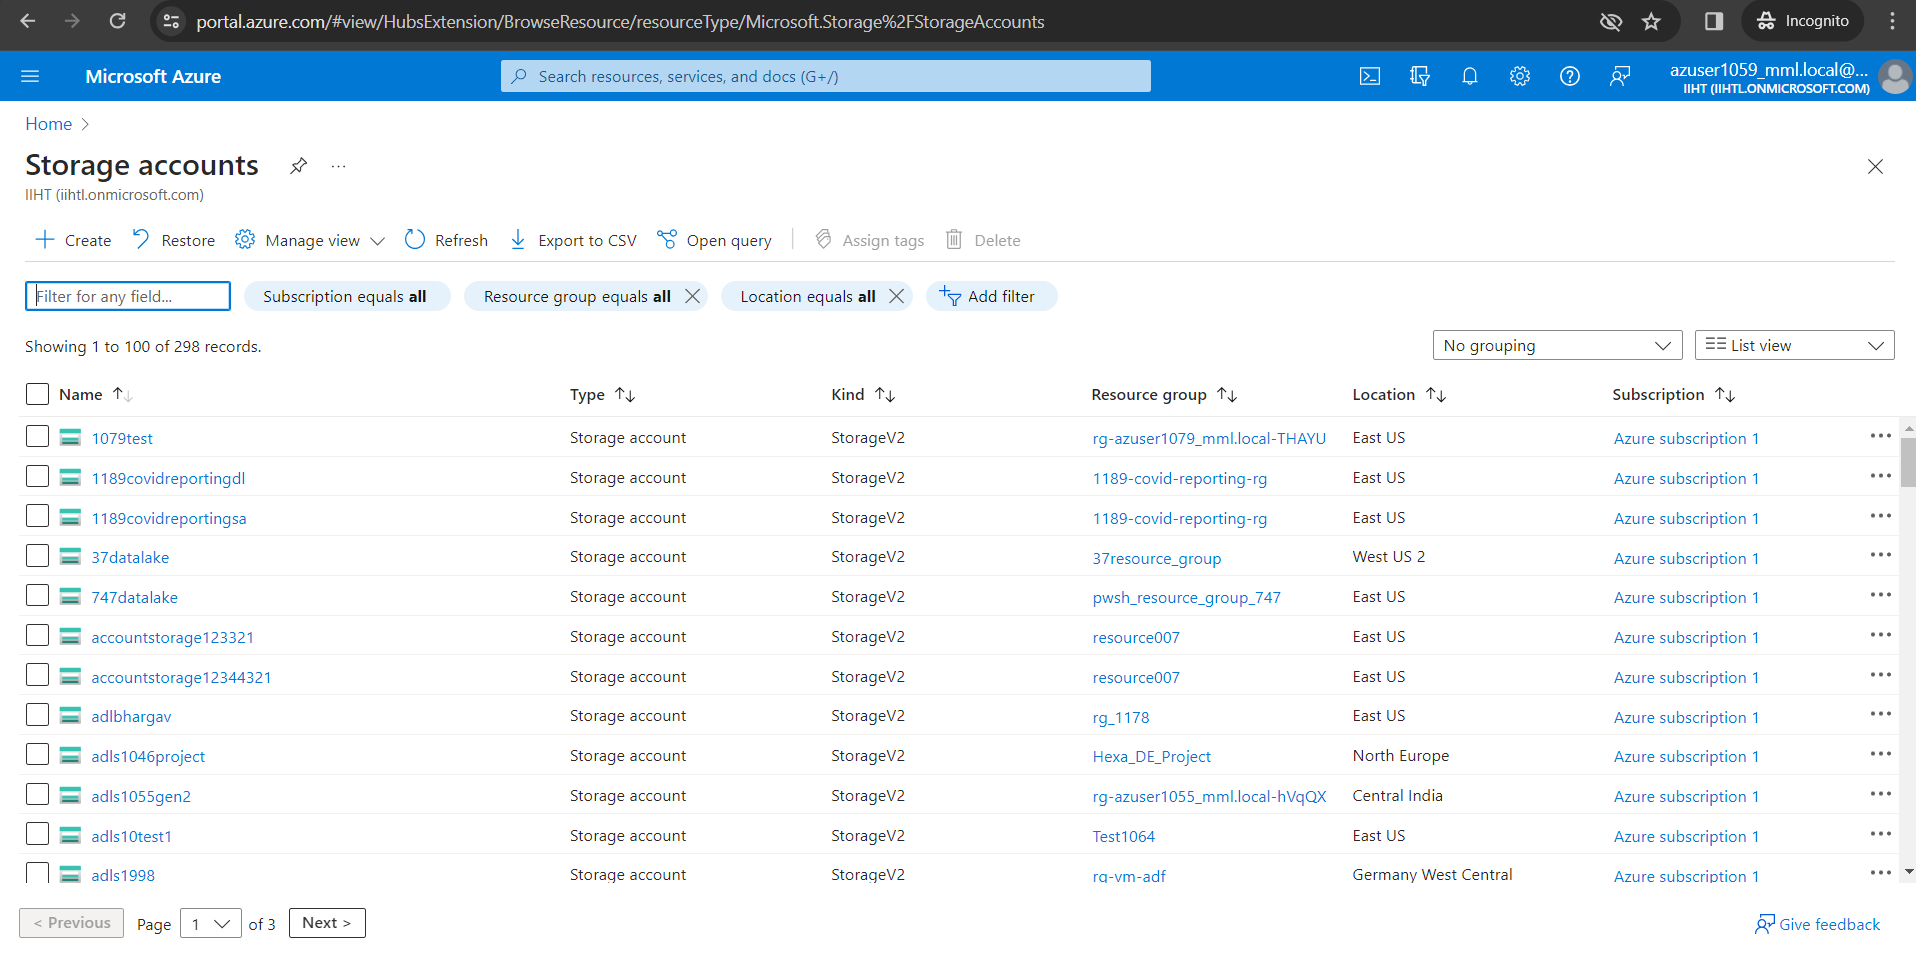 portal.azure.com/#view/HubsExtension/BrowseResource/resourceType/Microsoft.Storage%2FStorageAccounts Incognito
Microsoft Azure Search resources, services, and docs (G+/) azuser1059_mml.local@... IIHT (IIHTL.ONMICROSOFT.COM)
Home >
Storage accounts ...
IIHT (iihtl.onmicrosoft.com)
Create Restore Manage view Refresh Export to CSV Open query Assign tags Delete
Filter for any field... Subscription equals all Resource group equals all Location equals all Add filter
Showing 1 to 100 of 298 records. No grouping List view
Name Type Kind Resource group Location Subscription
1079test Storage account StorageV2 rg-azuser1079_mml.local-THAYU East US Azure subscription 1
1189covidreportingdl Storage account StorageV2 1189-covid-reporting-rg East US Azure subscription 1
1189covidreportingsa Storage account StorageV2 1189-covid-reporting-rg East US Azure subscription 1
37datalake Storage account StorageV2 37resource_group West US 2 Azure subscription 1
747datalake Storage account StorageV2 pwsh_resource_group_747 East US Azure subscription 1
accountstorage123321 Storage account StorageV2 resource007 East US Azure subscription 1
accountstorage12344321 Storage account StorageV2 resource007 East US Azure subscription 1
adlbhargav Storage account StorageV2 rg_1178 East US Azure subscription 1
adls1046project Storage account StorageV2 Hexa_DE_Project North Europe Azure subscription 1
adls1055gen2 Storage account StorageV2 rg-azuser1055_mml.local-hVqQX Central India Azure subscription 1
adls10test1 Storage account StorageV2 Test1064 East US Azure subscription 1
adls1998 Storage account StorageV2 rg-vm-adf Germany West Central Azure subscription 1
< Previous Page 1 of 3 Next > Give feedback